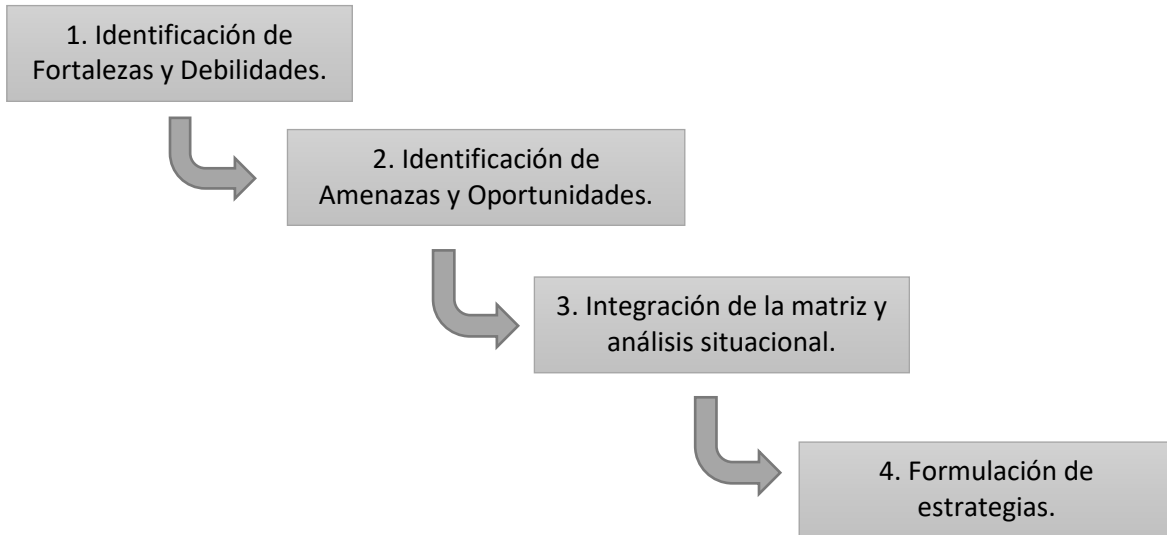 1. Identificación de
Fortalezas y Debilidades.
2. Identificación de
Amenazas y Oportunidades.
3. Integración de la matriz y
análisis situacional.
4. Formulación de
estrategias.